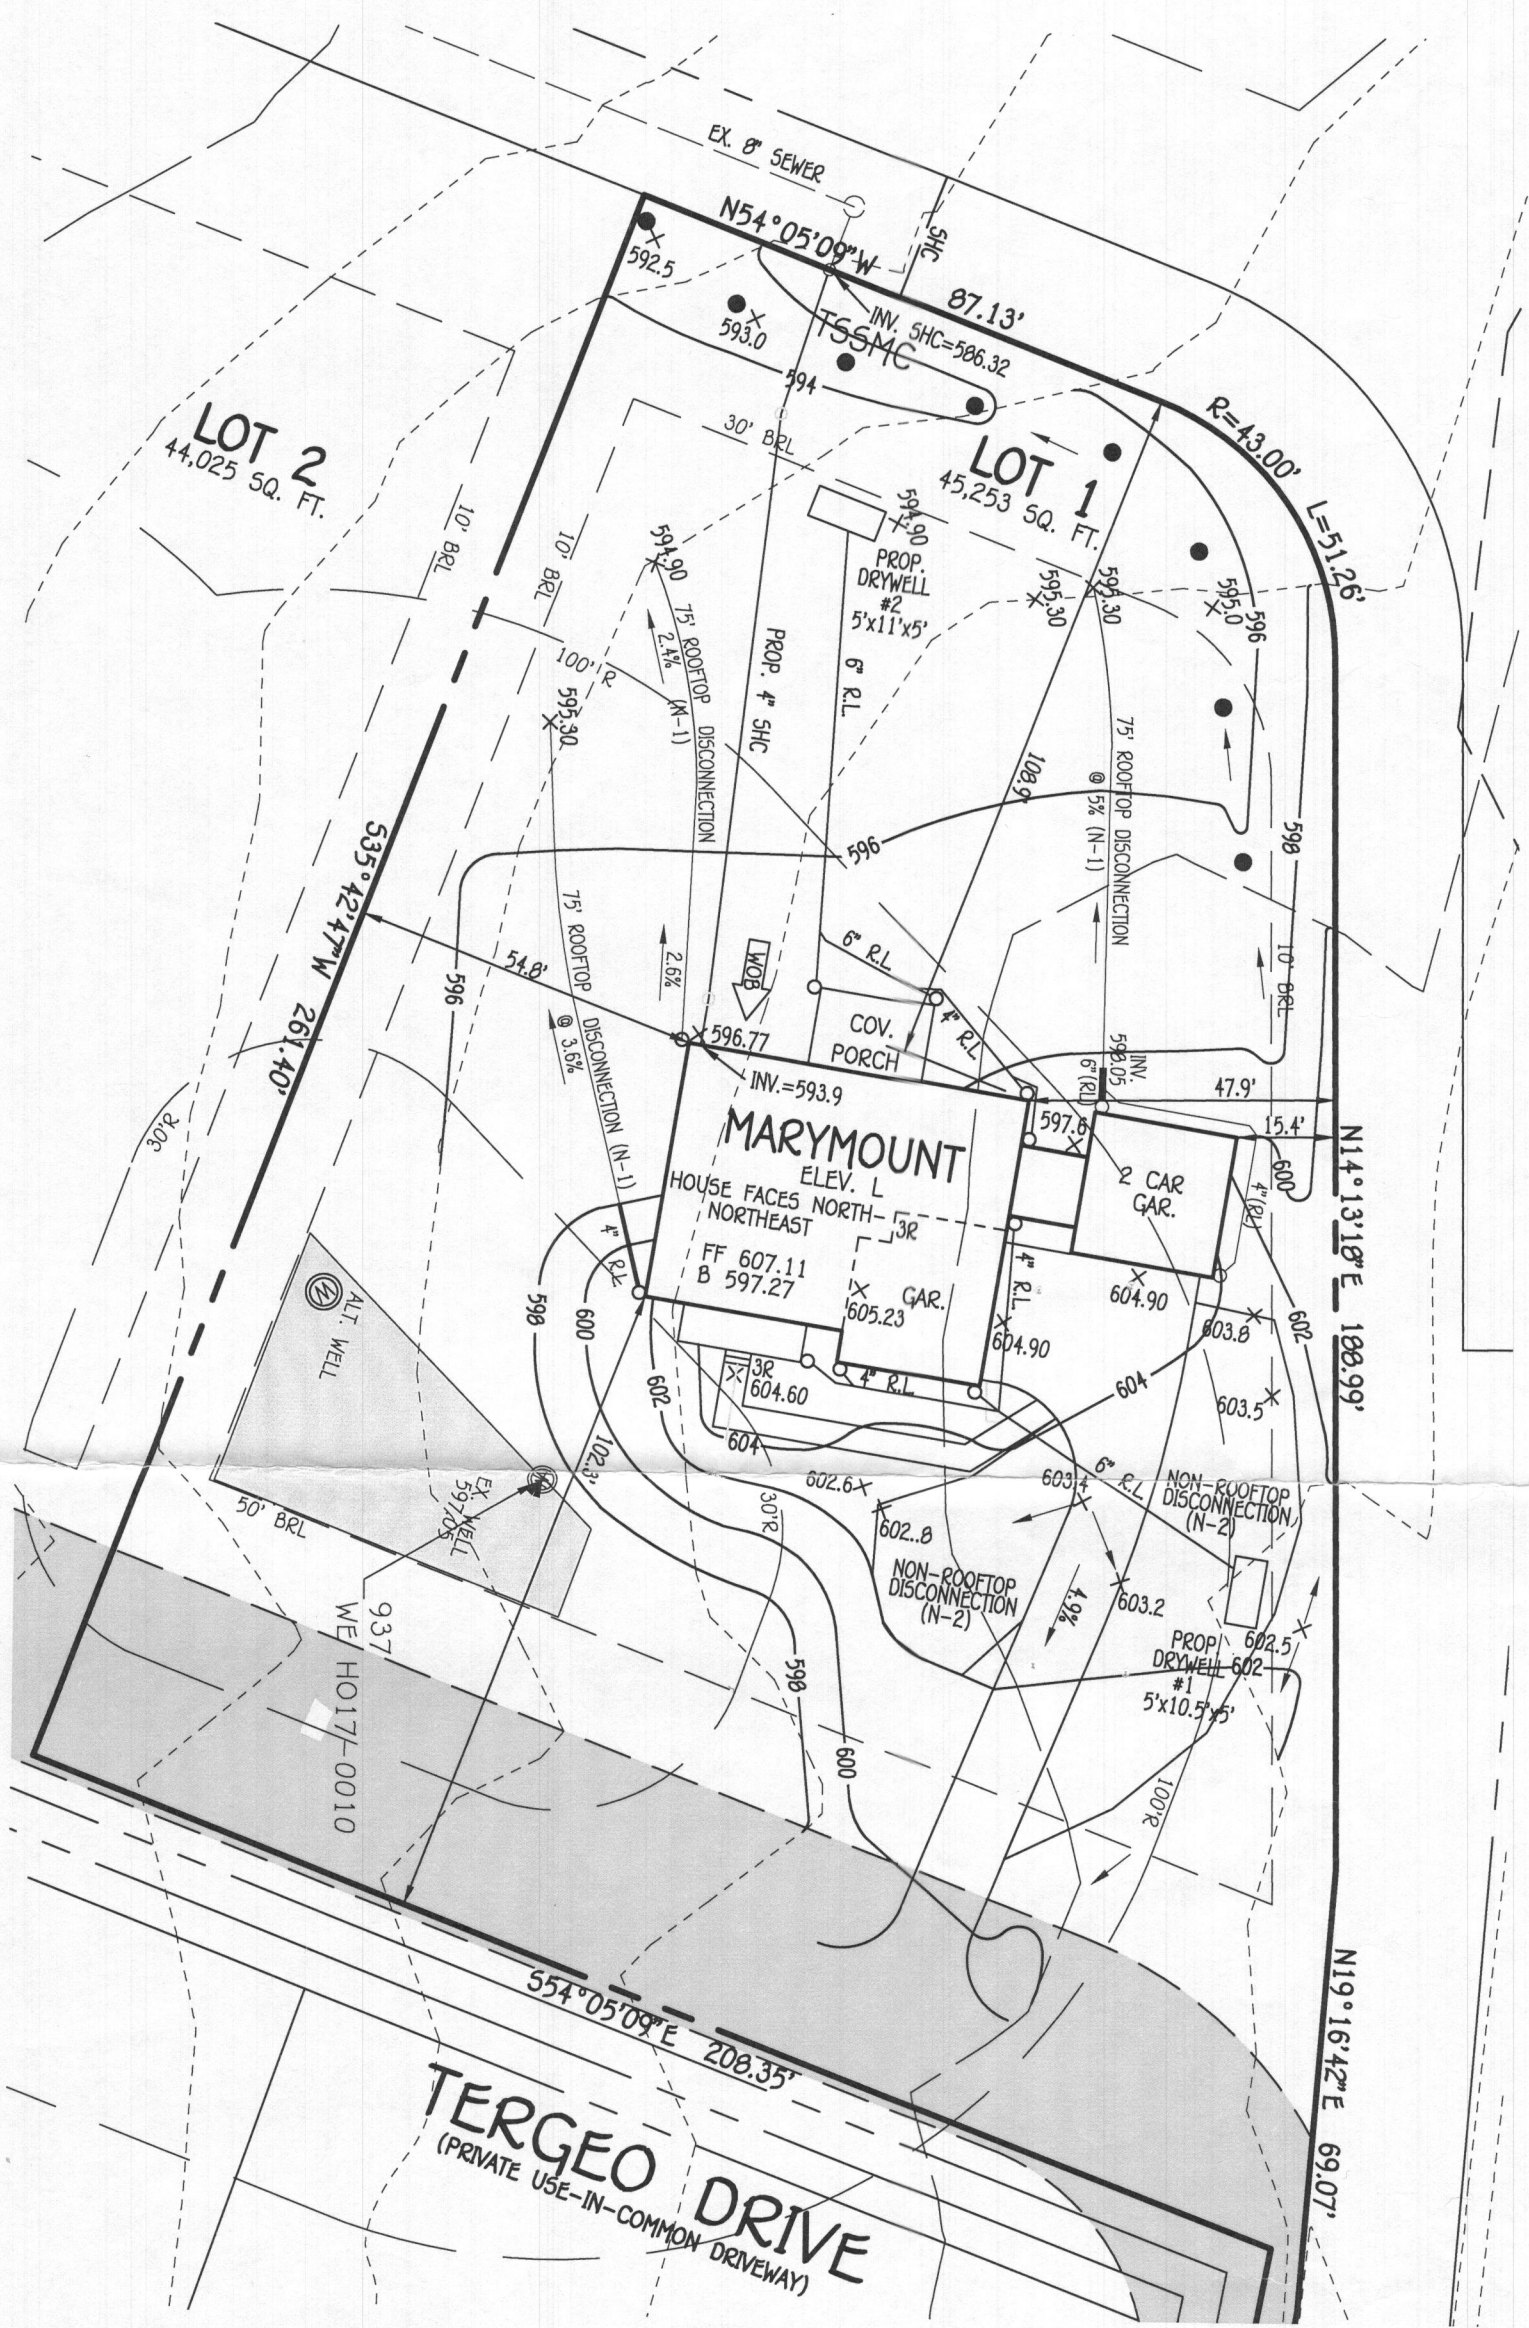 EX. 8" SEWER
SHC
N54°05'09"W
87.13'
592.5
593.0
INV. SHC=586.32
TSSMC
594
R=43.00'
L=51.26'
30' BRL
LOT 2
44,025 SQ. FT.
LOT 1
45,253 SQ. FT.
10' BRL
10' BRL
594.90
594.90
PROP.
DRYWELL
#2
5'x11'x5'
595.30
595.30
595.0
596
100' R
595.30
75' ROOFTOP DISCONNECTION
2.4% (N-1)
PROP. 4" SHC
6" R.L.
108.9'
75' ROOFTOP DISCONNECTION
@ 5% (N-1)
598
596
S35°42'47"W 261.40'
54.8'
596
75' ROOFTOP DISCONNECTION (N-1)
@ 3.6%
2.6%
WOB
6" R.L
4" R.L
10' BRL
COV.
PORCH
596.77
INV.=593.9
INV.
598.05
6"(RL)
47.9'
15.4'
597.6
30'R
MARYMOUNT
ELEV. L
HOUSE FACES NORTH-
NORTHEAST
3R
FF 607.11
B 597.27
605.23
GAR.
2 CAR
GAR.
600
4"(RL)
N14°13'18"E 188.99'
4" R.L
4" R.L
604.90
603.8
602
604.90
603.5
604
ALT. WELL
598
600
602
3R
604.60
4" R.L
604
102.3'
602.6
603.4
6" R.L
NON-ROOFTOP
DISCONNECTION
(N-2)
50' BRL
EX. WELL
597.05
30'R
602..8
NON-ROOFTOP
DISCONNECTION
(N-2)
4.9%
603.2
602.5
PROP
DRYWELL
#1
5'x10.5'x5'
602
937
WE HO17-0010
598
600
100'R
N19°16'42"E 69.07'
S54°05'09"E 208.35'
TERGEO DRIVE
(PRIVATE USE-IN-COMMON DRIVEWAY)